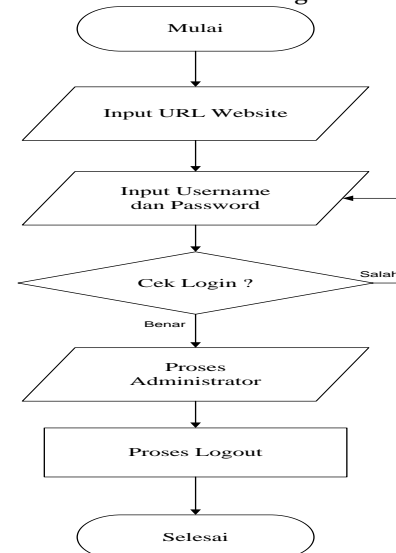 Mulai
Input URL Website
Input Username
dan Password
Cek Login ?
Salah
Benar
Proses
Administrator
Proses Logout
Selesai